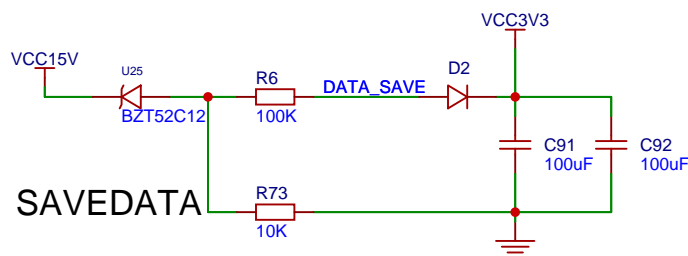 VCC3V3
VCC15V
U25
BZT52C12
R6
100K
DATA_SAVE
D2
C91
100uF
C92
100uF
SAVEDATA
R73
10K